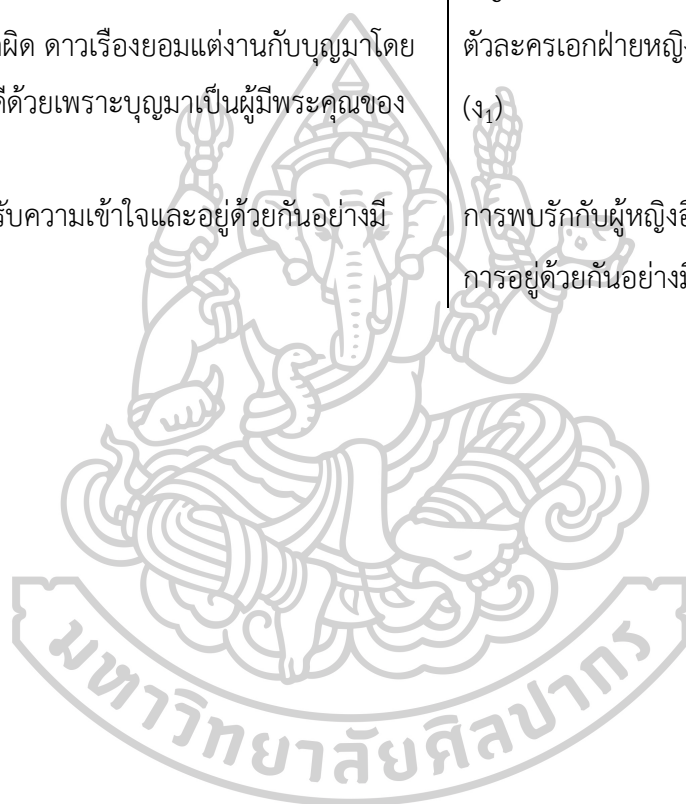 ผิด ดาวเรืองยอมแต่งงานกับบุญมาโดย
ด้วยเพราะบุญมาเป็นผู้มีพระคุณของ
รับความเข้าใจและอยู่ด้วยกันอย่างมี
ตัวละครเอกฝ่ายหญิง
(ง₁)
การพบรักกับผู้หญิง
การอยู่ด้วยกันอย่าง
มหาวิทยาลัยศิลปากร